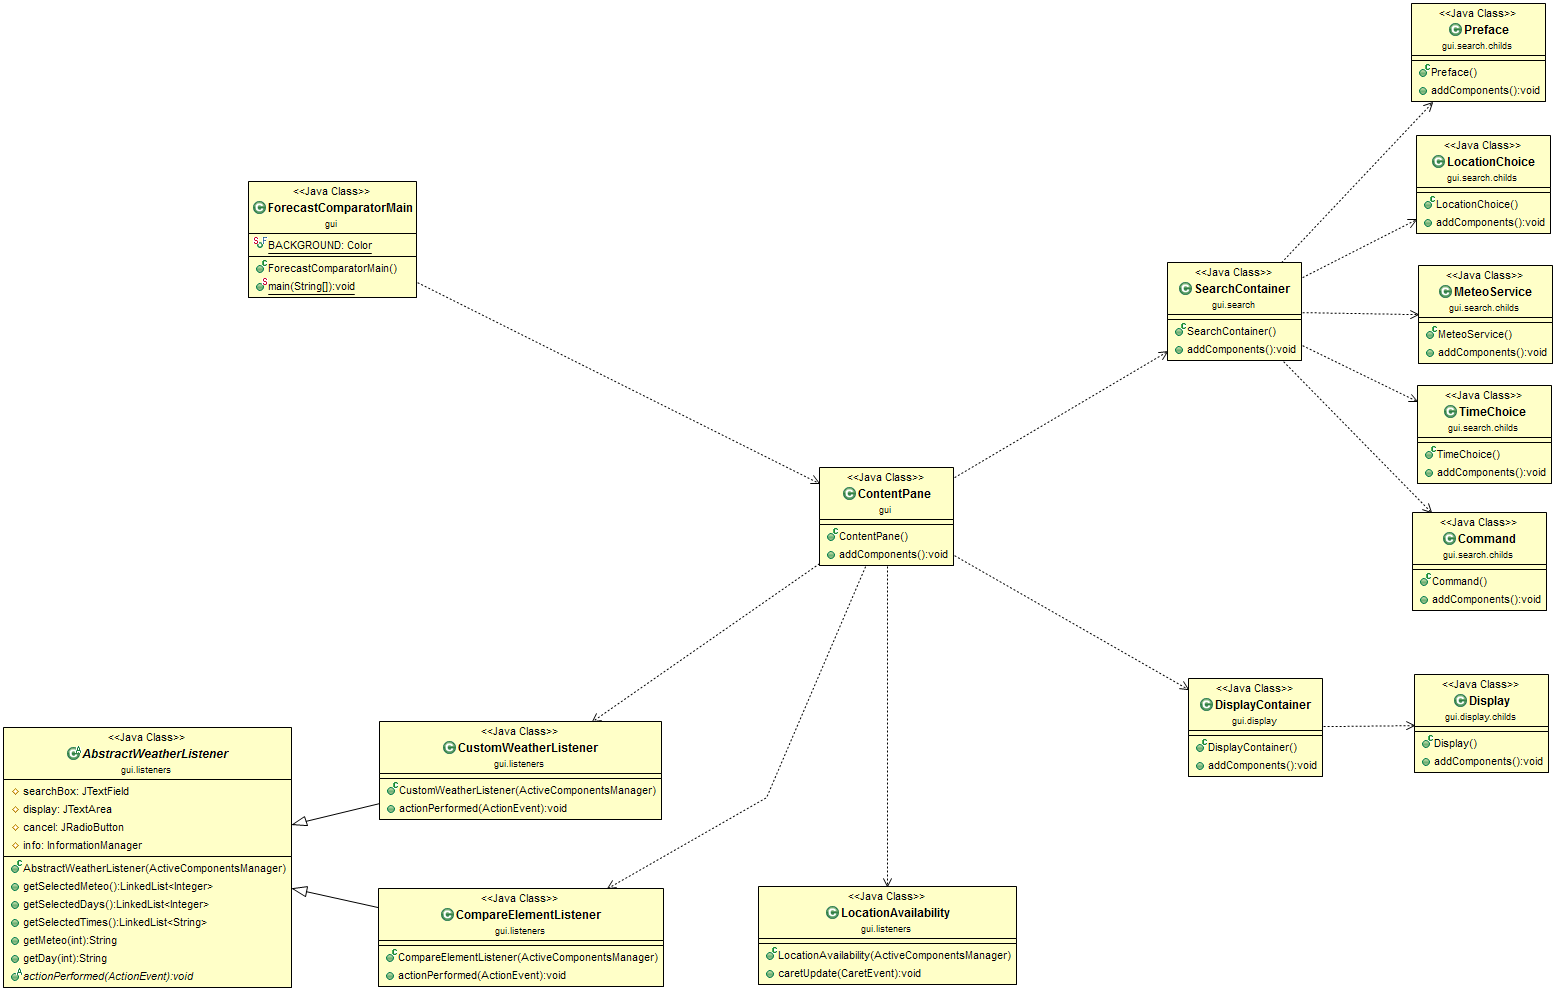 <<Java Class>>
Preface
gui.search.childs
Preface()
addComponents():void
<<Java Class>>
LocationChoice
gui.search.childs
LocationChoice()
addComponents():void
<<Java Class>>
ForecastComparatorMain
gui
BACKGROUND: Color
ForecastComparatorMain()
main(String[]):void
<<Java Class>>
SearchContainer
gui.search
SearchContainer()
addComponents():void
<<Java Class>>
MeteoService
gui.search.childs
MeteoService()
addComponents():void
<<Java Class>>
TimeChoice
gui.search.childs
TimeChoice()
addComponents():void
<<Java Class>>
ContentPane
gui
ContentPane()
addComponents():void
<<Java Class>>
Command
gui.search.childs
Command()
addComponents():void
<<Java Class>>
DisplayContainer
gui.display
DisplayContainer()
addComponents():void
<<Java Class>>
Display
gui.display.childs
Display()
addComponents():void
<<Java Class>>
AbstractWeatherListener
gui.listeners
searchBox: JTextField
display: JTextArea
cancel: JRadioButton
info: InformationManager
AbstractWeatherListener(ActiveComponentsManager)
getSelectedMeteo():LinkedList<Integer>
getSelectedDays():LinkedList<Integer>
getSelectedTimes():LinkedList<String>
getMeteo(int):String
getDay(int):String
actionPerformed(ActionEvent):void
<<Java Class>>
CustomWeatherListener
gui.listeners
CustomWeatherListener(ActiveComponentsManager)
actionPerformed(ActionEvent):void
<<Java Class>>
CompareElementListener
gui.listeners
CompareElementListener(ActiveComponentsManager)
actionPerformed(ActionEvent):void
<<Java Class>>
LocationAvailability
gui.listeners
LocationAvailability(ActiveComponentsManager)
caretUpdate(CaretEvent):void